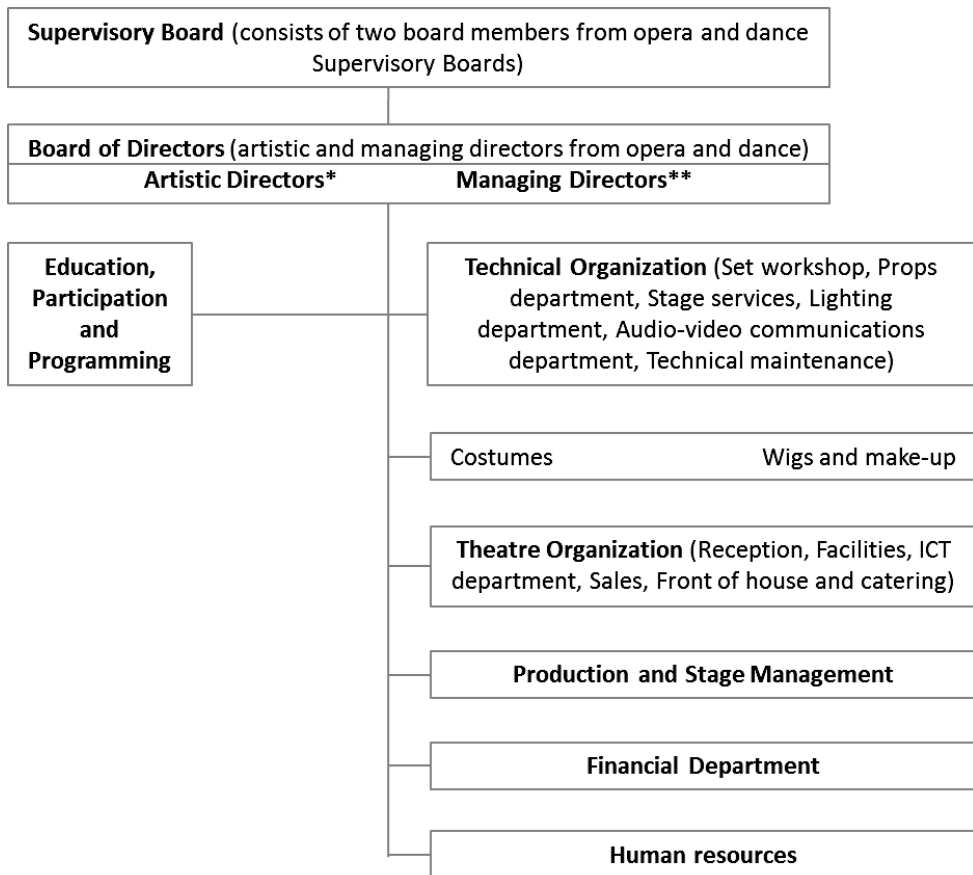 Supervisory Board (consists of two board members from opera and dance
Supervisory Boards)
Board of Directors (artistic and managing directors from opera and dance)
Artistic Directors* Managing Directors**
Education,
Participation
and
Programming
Technical Organization (Set workshop, Props
department, Stage services, Lighting
department, Audio-video communications
department, Technical maintenance)
Costumes Wigs and make-up
Theatre Organization (Reception, Facilities, ICT
department, Sales, Front of house and catering)
Production and Stage Management
Financial Department
Human resources